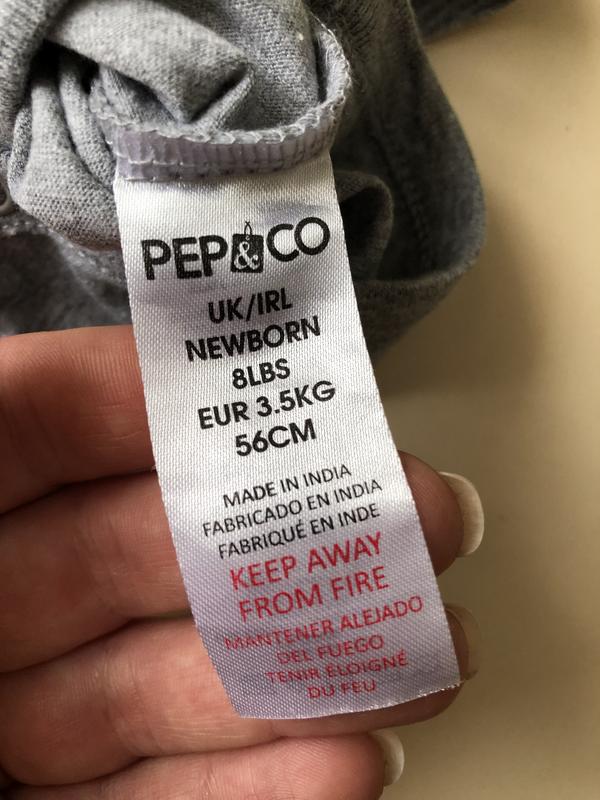 PEP&CO
UK/IRL
NEWBORN
8LBS
EUR 3.5KG
56CM
MADE IN INDIA
FABRICADO EN INDIA
FABRIQUÉ EN INDE
KEEP AWAY
FROM FIRE
MANTENER ALEJADO
DEL FUEGO
TENIR ÉLOIGNÉ
DU FEU